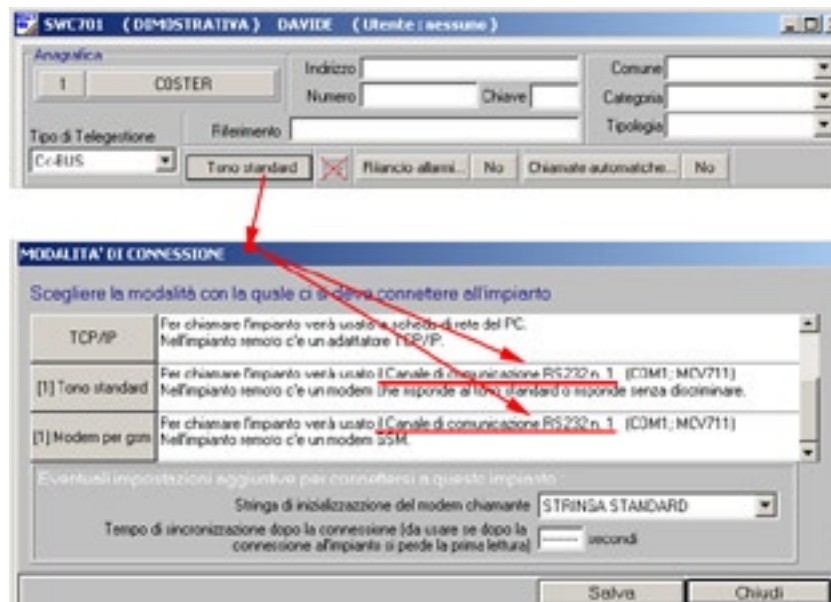 SWC701 ( DIMOSTRATIVA ) DAVIDE ( Utente : nessuno )
Anagrafica
1 COSTER
Indirizzo
Comune
Numero
Chiave
Categoria
Tipo di Telegestione
Riferimento
Tipologia
C-BUS
Tono standard
Rilancio allarmi... No
Chiamate automatiche... No
MODALITA' DI CONNESSIONE
Scegliere la modalità con la quale ci si deve connettere all'impianto
TCP/IP
Per chiamare l'impianto verà usata la scheda di rete del PC.
Nell'impianto remoto c'e un adattatore TCP/IP.
[1] Tono standard
Per chiamare l'impianto verà usato il Canale di comunicazione RS232 n. 1 (COM1; MCV711)
Nell'impianto remoto c'e un modem che risponde al tono standard o risponde senza discriminare.
[1] Modem per gsm
Per chiamare l'impianto verà usato il Canale di comunicazione RS232 n. 1 (COM1; MCV711)
Nell'impianto remoto c'e un modem GSM.
Eventuali impostazioni aggiuntive per connettersi a questo impianto :
Stringa di inizializzazzione del modem chiamante STRINGA STANDARD
Tempo di sincronizzazione dopo la connessione (da usare se dopo la
connessione all'impianto si perde la prima lettura) ------ secondi
Salva
Chiudi